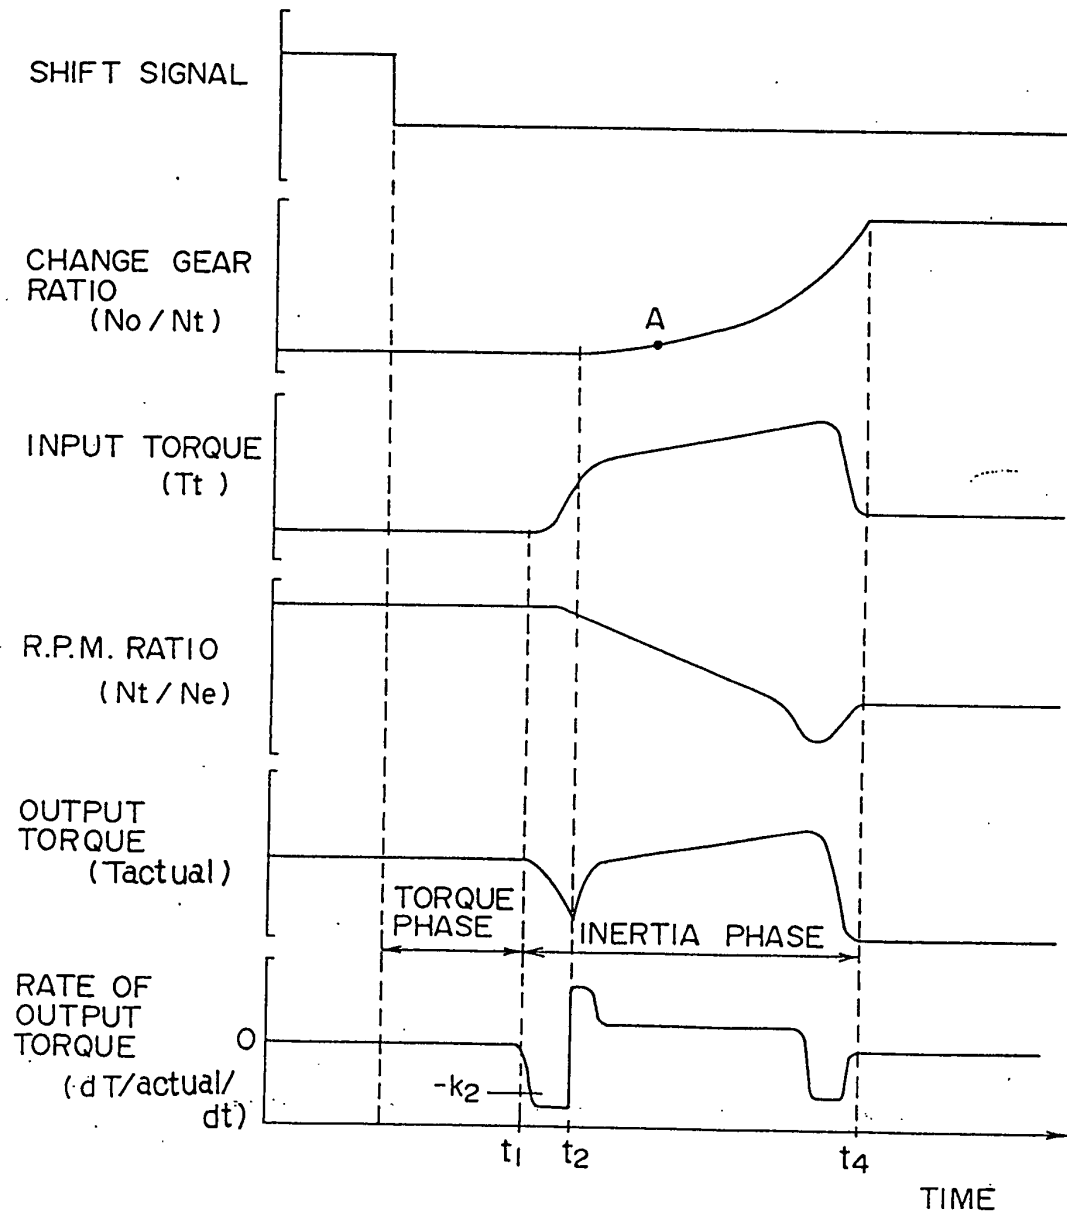 SHIFT SIGNAL
CHANGE GEAR
RATIO
(No/Nt)
A
INPUT TORQUE
(Tt)
R.P.M. RATIO
(Nt/Ne)
OUTPUT
TORQUE
(Tactual)
TORQUE
PHASE
INERTIA PHASE
RATE OF
OUTPUT
TORQUE
0
(dT/actual/
dt)
-k2
t1
t2
t4
TIME